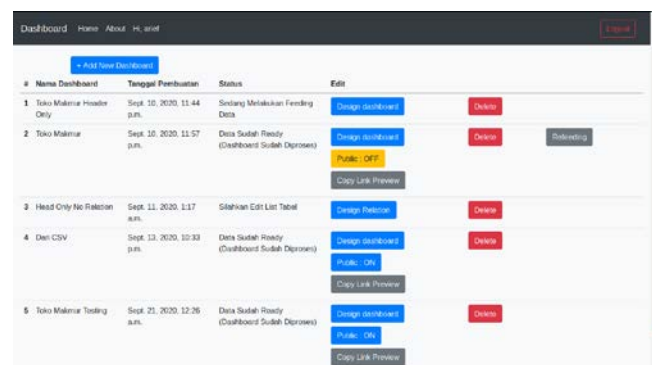 Dashboard Home About Hi, arief Logout
+ Add New Dashboard
# Nama Dashboard Tanggal Pembuatan Status Edit
1 Toko Makmur Header Sept. 10, 2020, 11:44 Sedang Melakukan Feeding Design dashboard Delete
Only p.m. Data
2 Toko Makmur Sept. 10, 2020, 11:57 Data Sudah Ready Design dashboard Delete Refeeding
p.m. (Dashboard Sudah Diproses)
Public : OFF
Copy Link Preview
3 Head Only No Relation Sept. 11, 2020, 1:17 Silahkan Edit List Tabel Design Relation Delete
a.m.
4 Dari CSV Sept. 13, 2020, 10:33 Data Sudah Ready Design dashboard Delete
p.m. (Dashboard Sudah Diproses)
Public : ON
Copy Link Preview
5 Toko Makmur Testing Sept. 21, 2020, 12:26 Data Sudah Ready Design dashboard Delete
a.m. (Dashboard Sudah Diproses)
Public : ON
Copy Link Preview